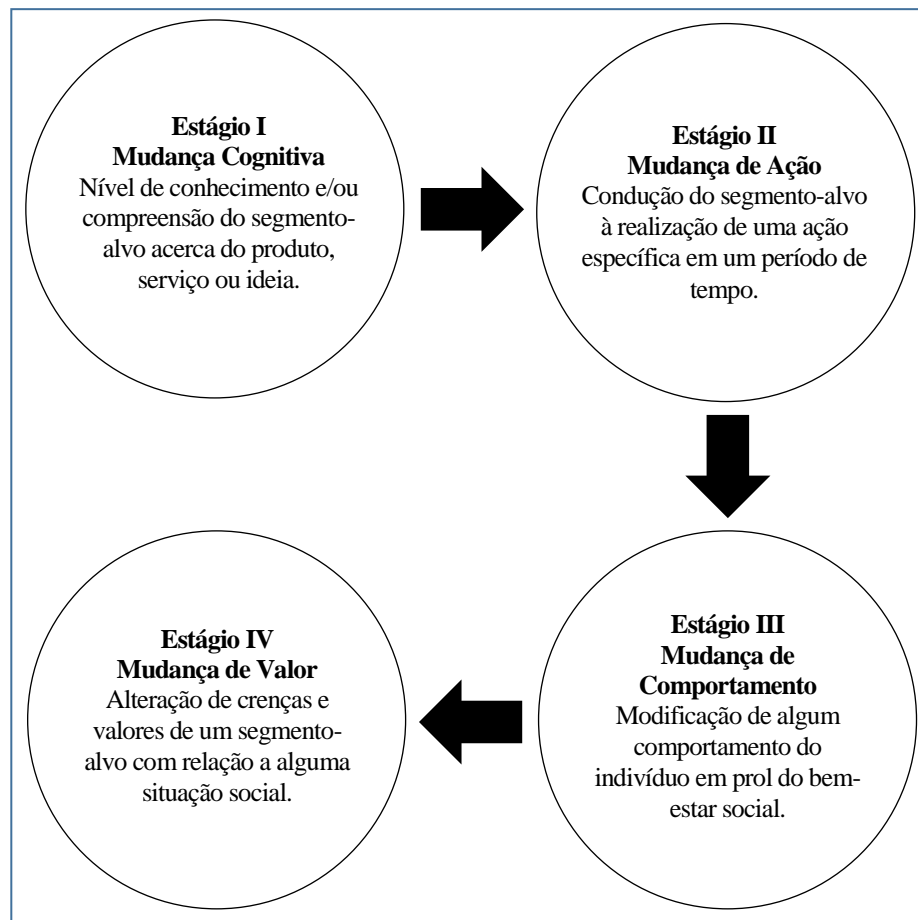 Estágio I
Mudança Cognitiva
Nível de conhecimento e/ou
compreensão do segmento-
alvo acerca do produto,
serviço ou ideia.
Estágio II
Mudança de Ação
Condução do segmento-alvo
à realização de uma ação
específica em um período de
tempo.
Estágio III
Mudança de
Comportamento
Modificação de algum
comportamento do
indivíduo em prol do bem-
estar social.
Estágio IV
Mudança de Valor
Alteração de crenças e
valores de um segmento-
alvo com relação a alguma
situação social.